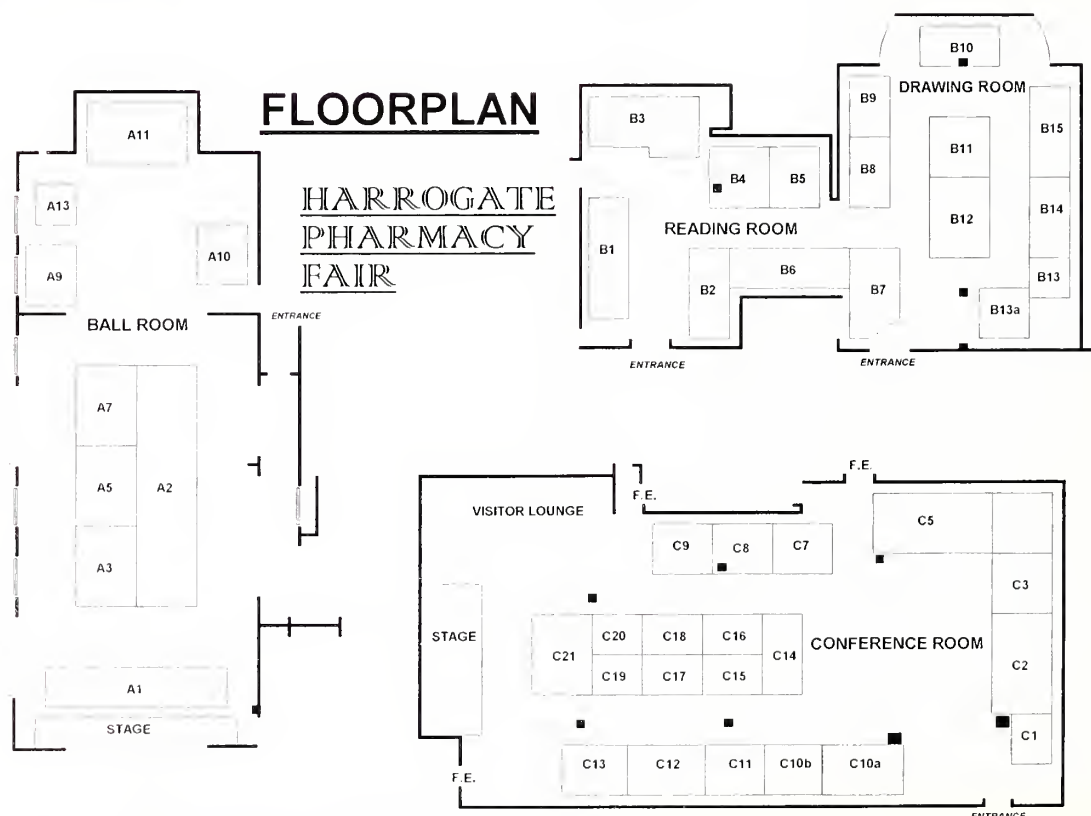 FLOORPLAN
HARROGATE
PHARMACY
FAIR
A11
A13
A9
A10
BALL ROOM
ENTRANCE
A7
A5
A2
A3
A1
STAGE
B10
DRAWING ROOM
B3
B9
B15
B4
B5
B8
B11
B1
READING ROOM
B12
B14
B6
B2
B7
B13
B13a
ENTRANCE
ENTRANCE
F.E.
F.E.
VISITOR LOUNGE
C5
C9
C8
C7
C3
STAGE
C20
C18
C16
C21
C14
CONFERENCE ROOM
C19
C17
C15
C2
C1
C13
C12
C11
C10b
C10a
F.E.
ENTRANCE